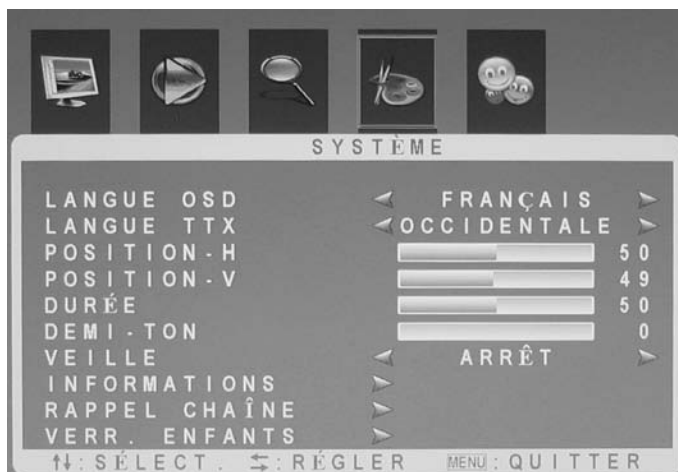 SYSTÈME
LANGUE OSD FRANÇAIS
LANGUE TTX OCCIDENTALE
POSITION-H 50
POSITION-V 49
DURÉE 50
DEMI-TON 0
VEILLE ARRÊT
INFORMATIONS
RAPPEL CHAÎNE
VERR. ENFANTS
↑↓:SÉLECT. ⇆:RÉGLER MENU:QUITTER